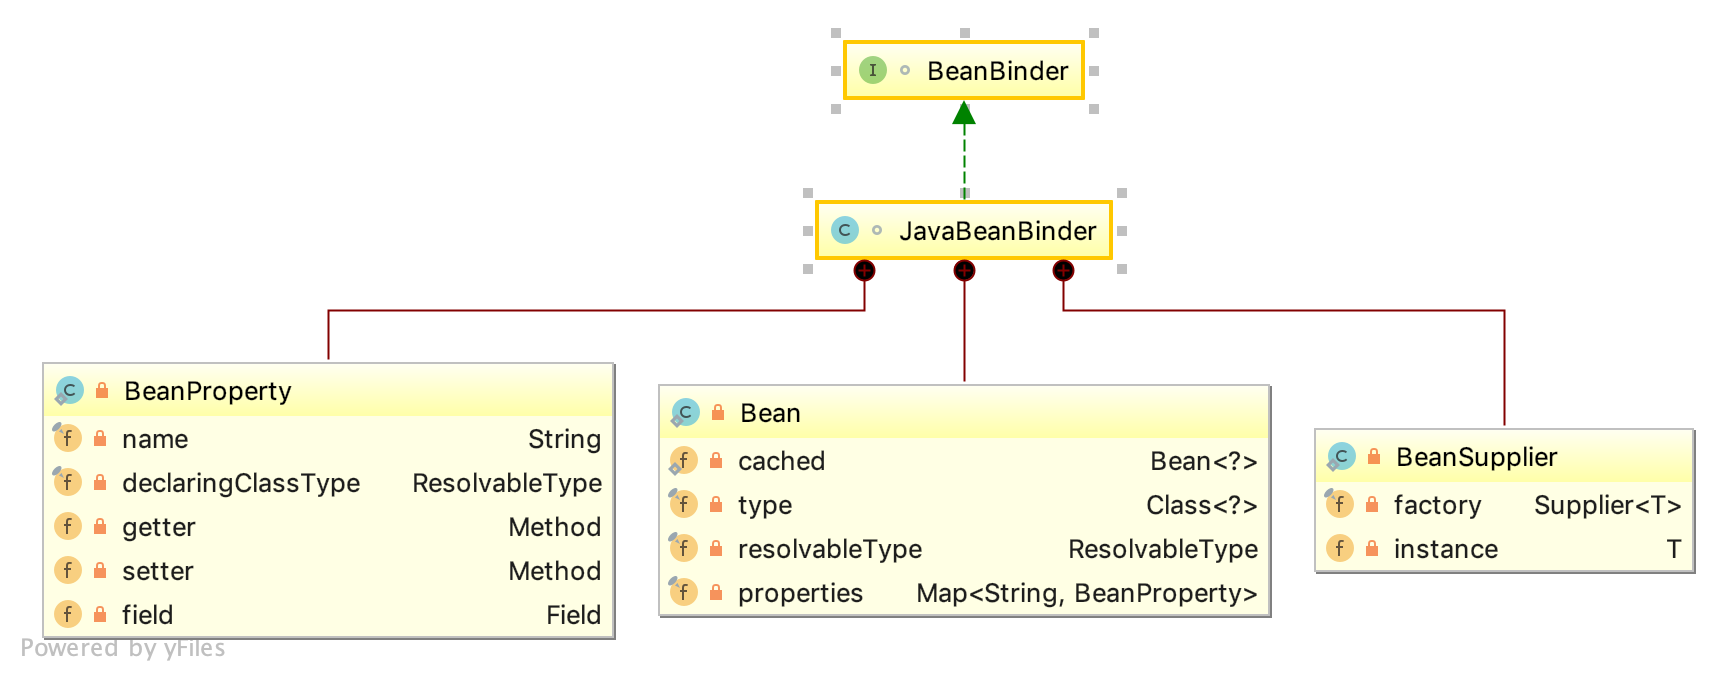 I BeanBinder
C JavaBeanBinder
C BeanProperty
f name String
f declaringClassType ResolvableType
f getter Method
f setter Method
f field Field
C Bean
f cached Bean<?>
f type Class<?>
f resolvableType ResolvableType
f properties Map<String, BeanProperty>
C BeanSupplier
f factory Supplier<T>
f instance T
Powered by yFiles